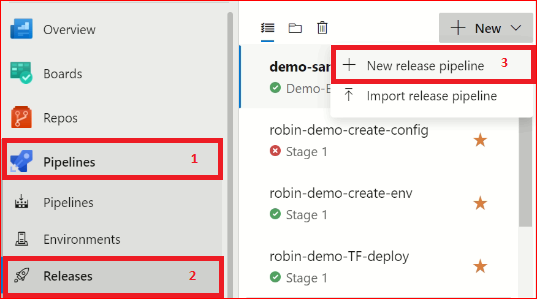 Overview
Boards
Repos
Pipelines 1
Pipelines
Environments
Releases 2
New
New release pipeline 3
Import release pipeline
demo-sa
Demo-E
robin-demo-create-config
Stage 1
robin-demo-create-env
Stage 1
robin-demo-TF-deploy
Stage 1